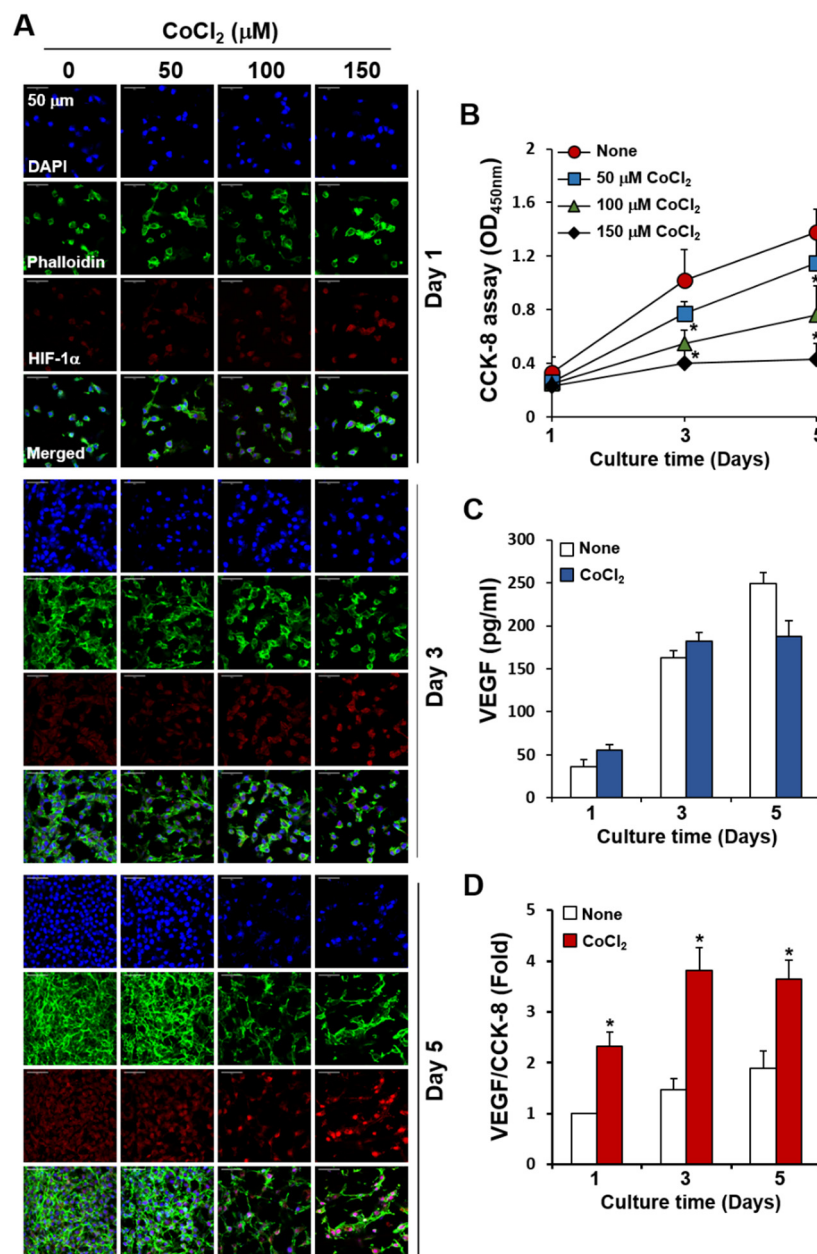 A
CoCl₂ (μM)
0 50 100 150
50 μm
DAPI
Phalloidin
HIF-1α
Merged
Day 1
Day 3
Day 5
B
CCK-8 assay (OD₄₅₀ₙₘ)
2
1.6
1.2
0.8
0.4
0
None
50 μM CoCl₂
100 μM CoCl₂
150 μM CoCl₂
*
*
*
*
1 3 5
Culture time (Days)
C
VEGF (pg/ml)
300
250
200
150
100
50
0
None
CoCl₂
1 3 5
Culture time (Days)
D
VEGF/CCK-8 (Fold)
5
4
3
2
1
0
None
CoCl₂
* * *
1 3 5
Culture time (Days)